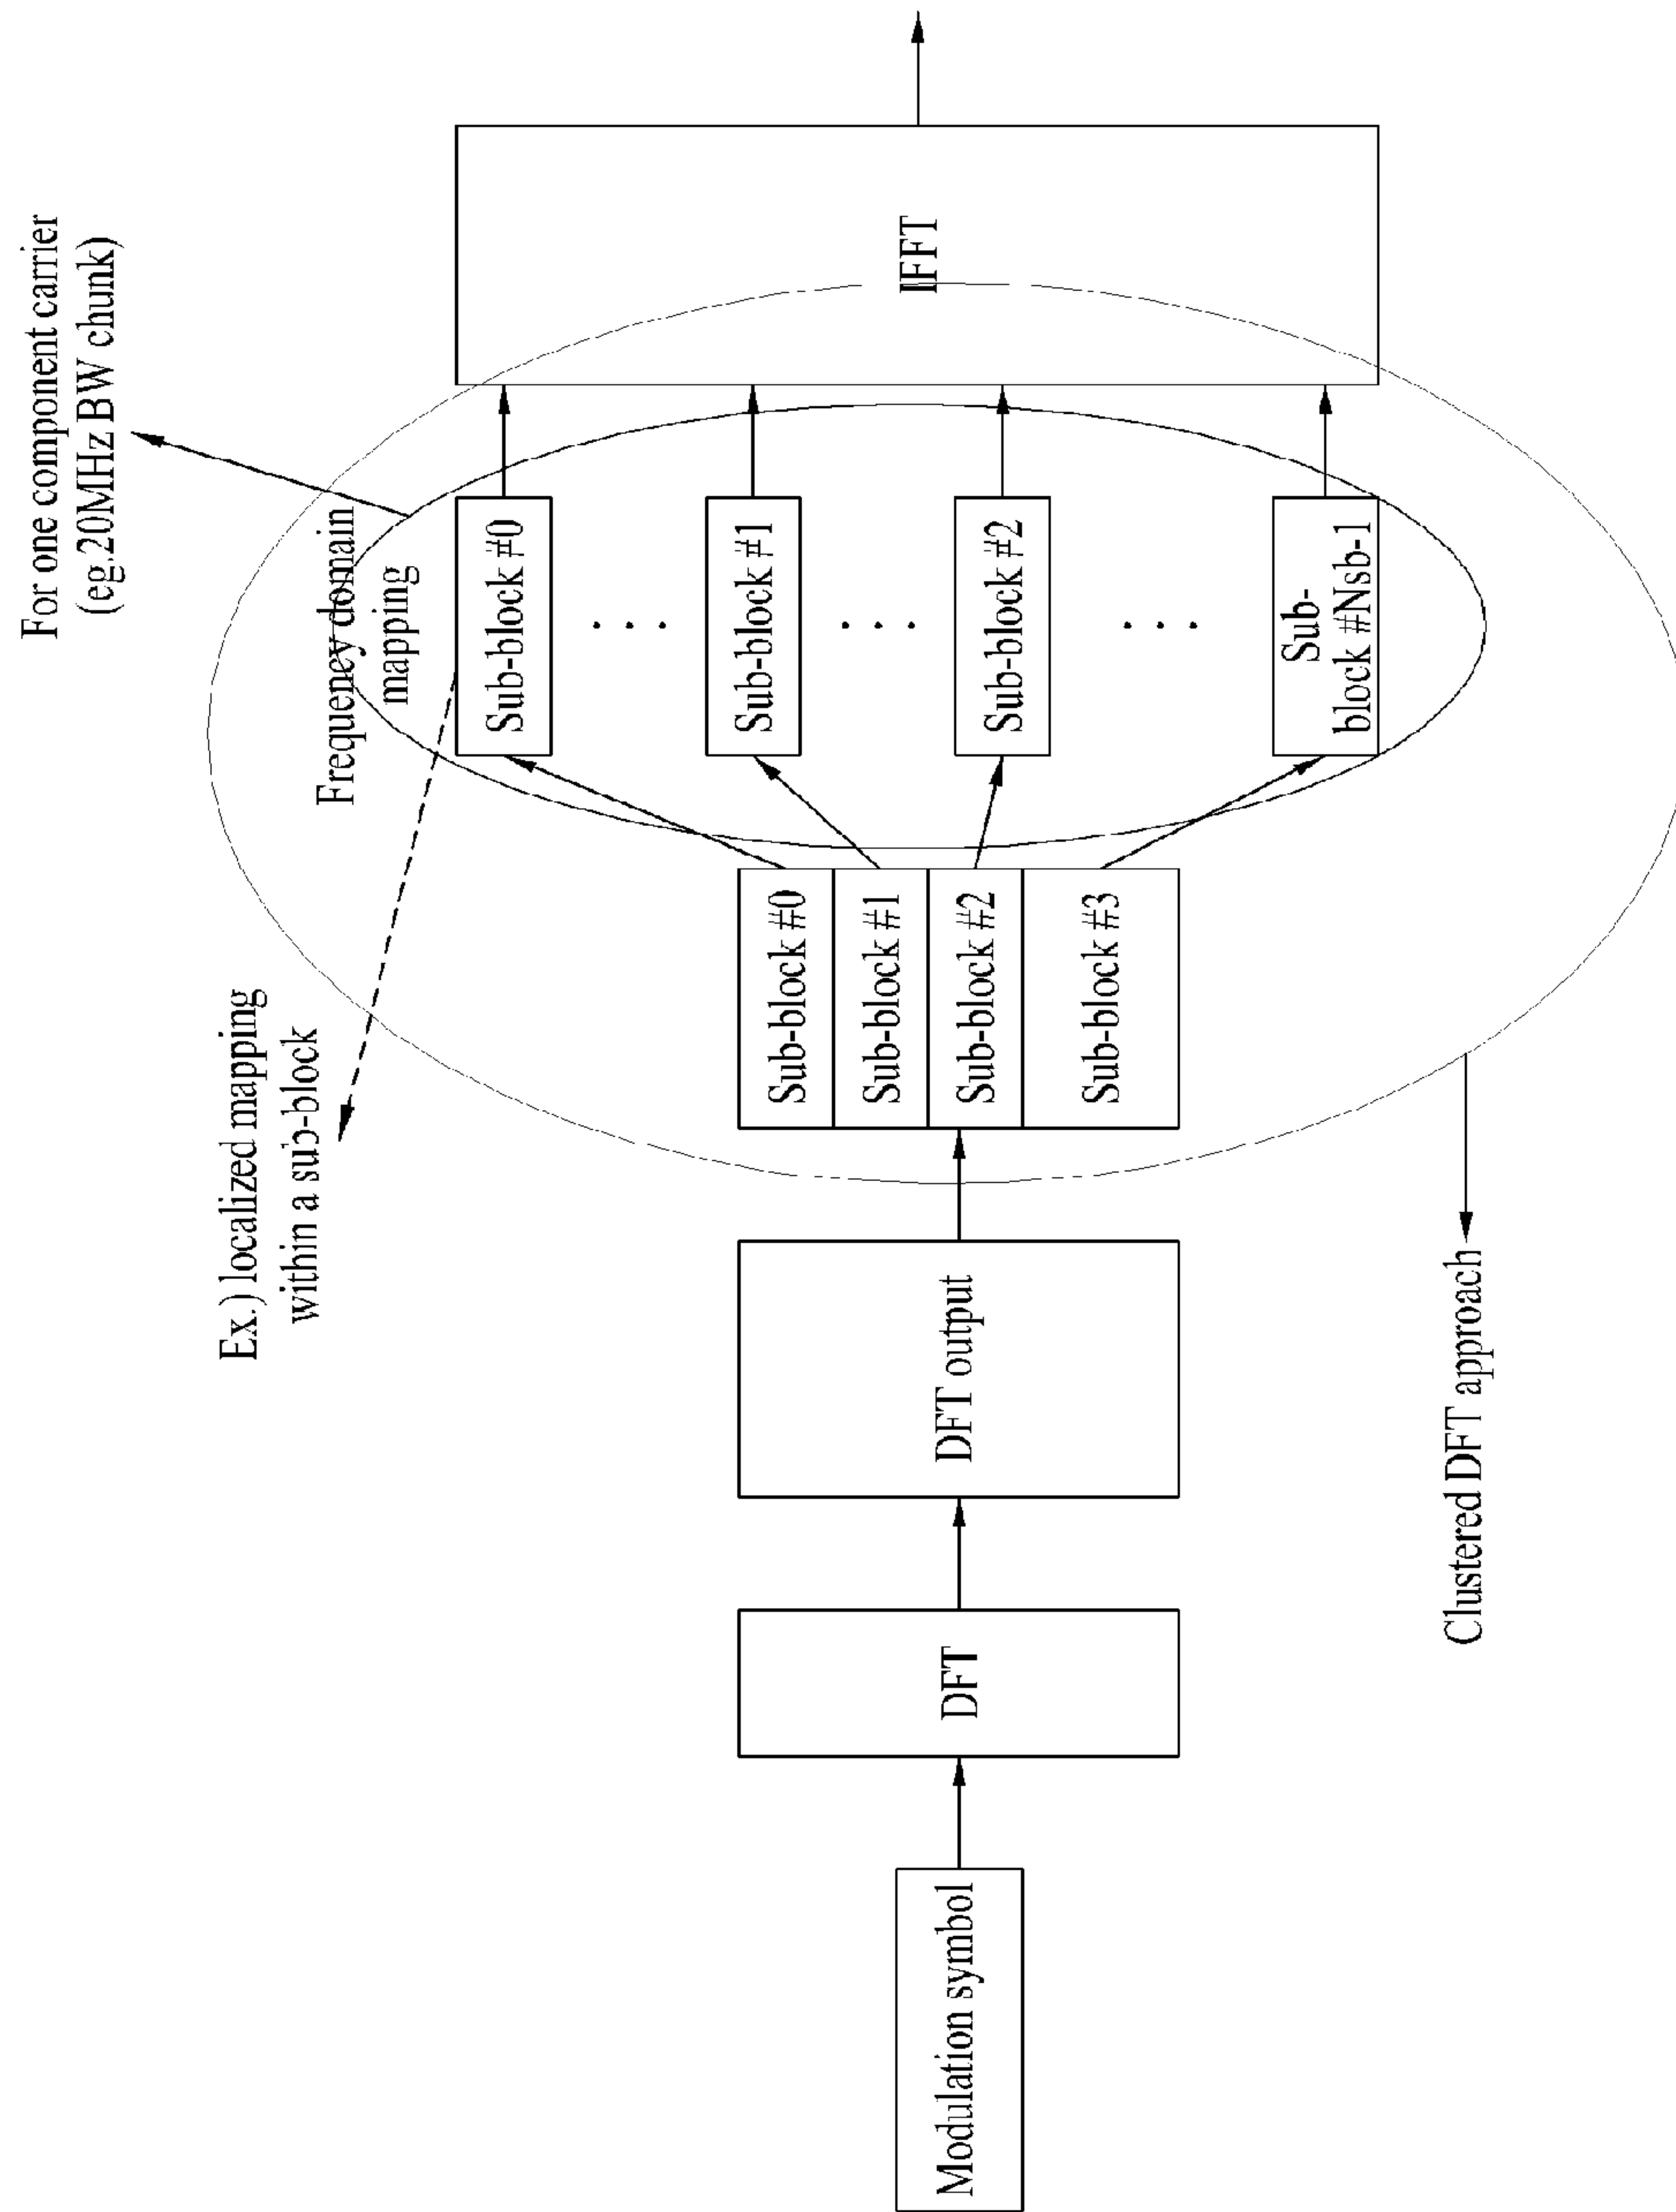 For one component carrier
(eg.20MHz BW chunk)
Frequency domain
mapping
Ex.) localized mapping
within a sub-block
Modulation symbol
DFT
DFT output
Sub-block #0
Sub-block #1
Sub-block #2
Sub-block #3
Sub-block #0
. . .
Sub-block #1
. . .
Sub-block #2
. . .
Sub-
block #Nsb-1
IFFT
Clustered DFT approach